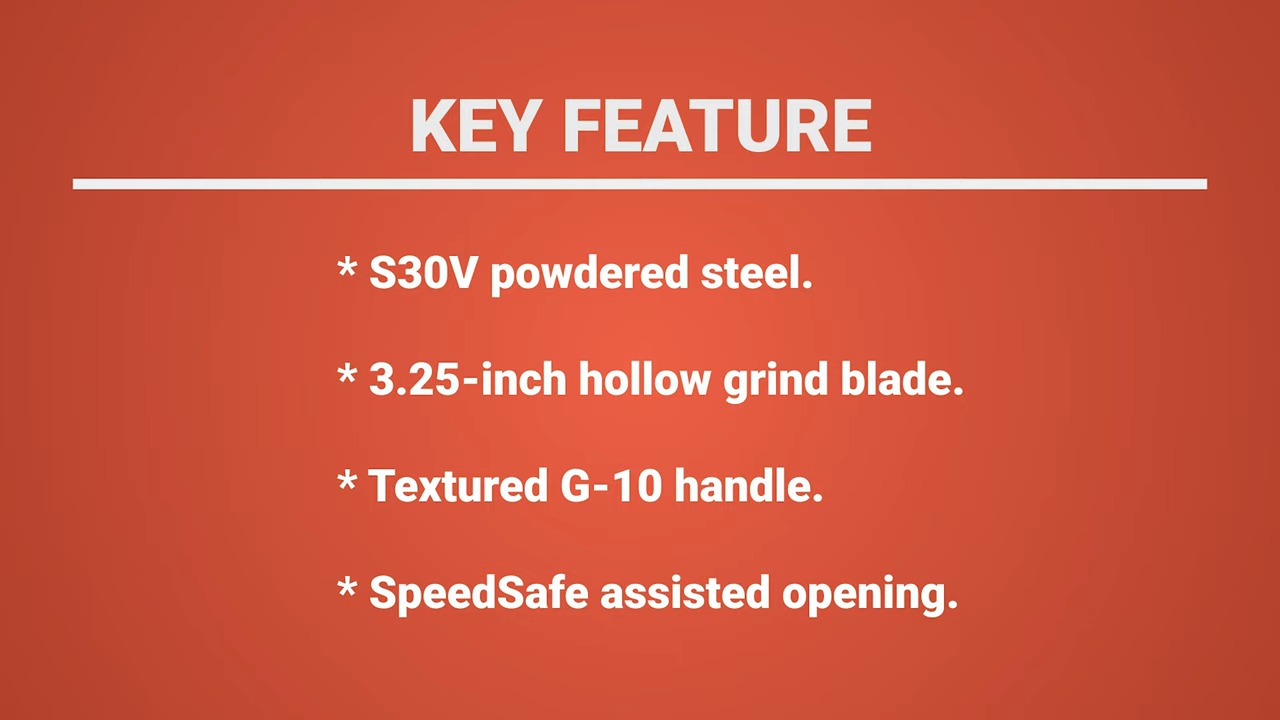 KEY FEATURE
* S30V powdered steel.
* 3.25-inch hollow grind blade.
* Textured G-10 handle.
* SpeedSafe assisted opening.